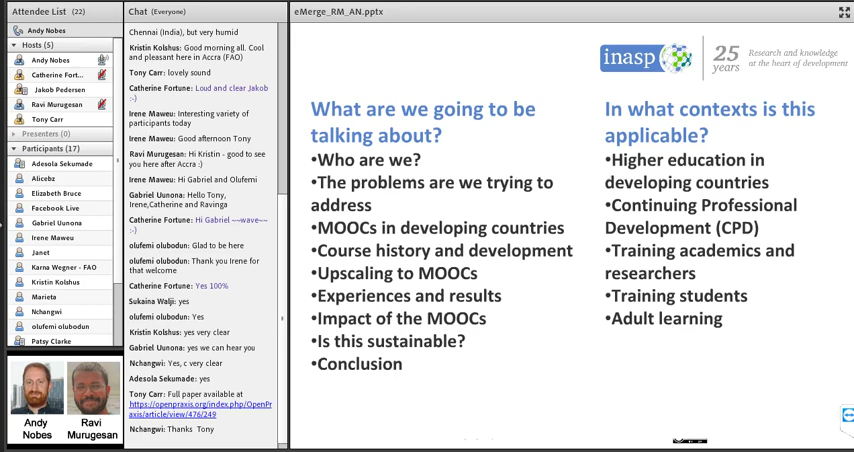 Attendee List (22)
Andy Nobes
Hosts (5)
Andy Nobes
Catherine Fort...
Jakob Pedersen
Ravi Murugesan
Tony Carr
Presenters (0)
Participants (17)
Adesola Sekumade
Alicebz
Elizabeth Bruce
Facebook Live
Gabriel Uunona
Irene Maweu
Janet
Karna Wegner - FAO
Kristin Kolshus
Marieta
Nchangwi
olufemi olubodun
Patsy Clarke
Andy
Nobes
Ravi
Murugesan
Chat (Everyone)
Chennai (India), but very humid
Kristin Kolshus: Good morning all. Cool
and pleasant here in Accra (FAO)
Tony Carr: lovely sound
Catherine Fortune: Loud and clear Jakob
:-)
Irene Maweu: Interesting variety of
participants today
Irene Maweu: Good afternoon Tony
Ravi Murugesan: Hi Kristin - good to see
you here after Accra :)
Irene Maweu: Hi Gabriel and Olufemi
Gabriel Uunona: Hello Tony,
Irene,Catherine and Ravinga
Catherine Fortune: Hi Gabriel ~~wave~~
:-)
olufemi olubodun: Glad to be here
olufemi olubodun: Thank you Irene for
that welcome
Catherine Fortune: Yes 100%
Sukaina Walji: yes
olufemi olubodun: Yes
Kristin Kolshus: yes very clear
Gabriel Uunona: yes we can hear you
Nchangwi: Yes, c very clear
Adesola Sekumade: yes
Tony Carr: Full paper available at
https://openpraxis.org/index.php/OpenPr
axis/article/view/476/249
Nchangwi: Thanks Tony
eMerge_RM_AN.pptx
inasp
25
years
Research and knowledge
at the heart of development
What are we going to be
talking about?
•Who are we?
•The problems are we trying to
address
•MOOCs in developing countries
•Course history and development
•Upscaling to MOOCs
•Experiences and results
•Impact of the MOOCs
•Is this sustainable?
•Conclusion
In what contexts is this
applicable?
•Higher education in
developing countries
•Continuing Professional
Development (CPD)
•Training academics and
researchers
•Training students
•Adult learning